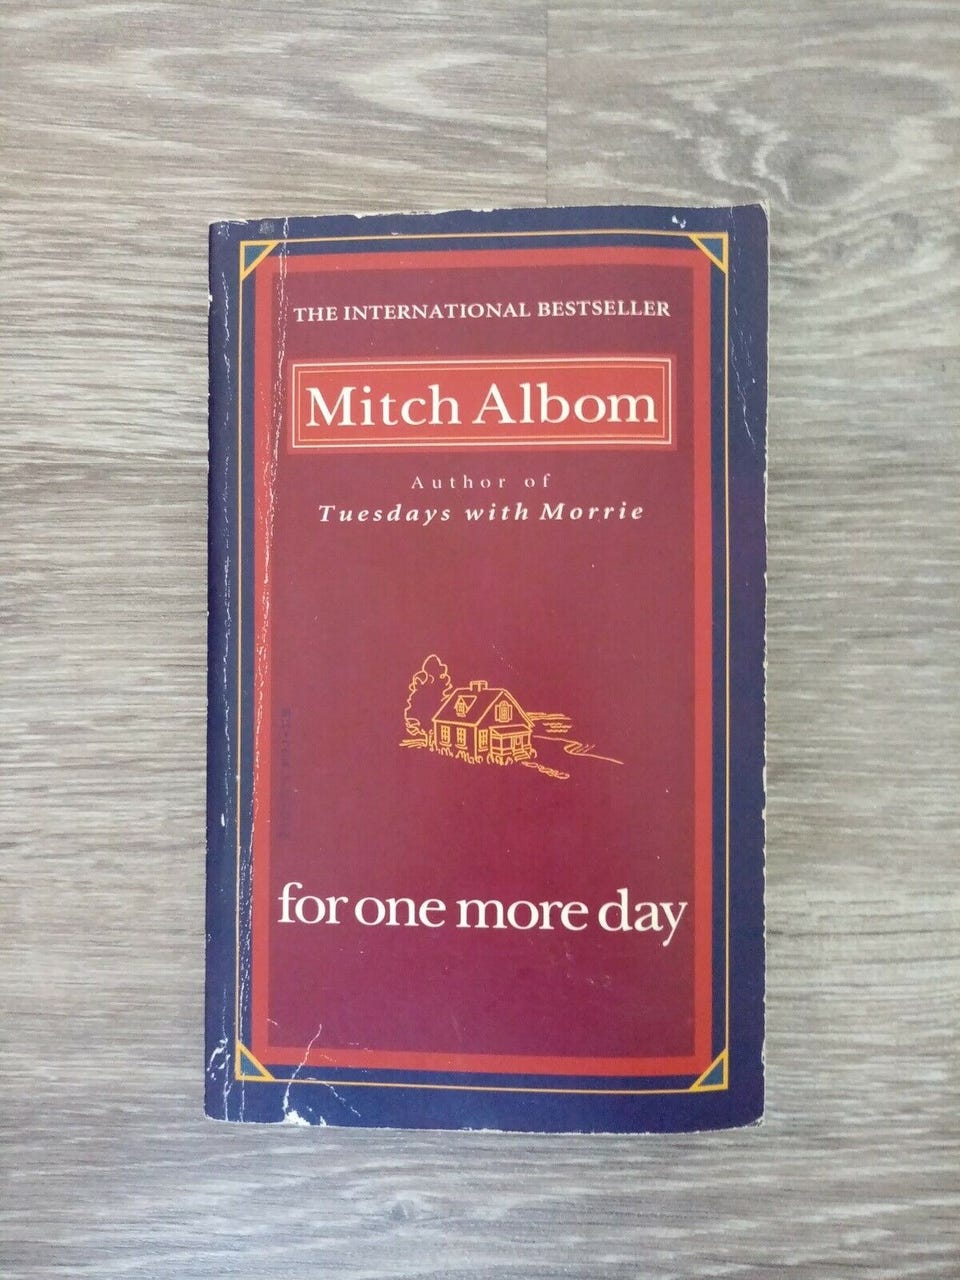 THE INTERNATIONAL BESTSELLER
Mitch Albom
Author of
Tuesdays with Morrie
for one more day